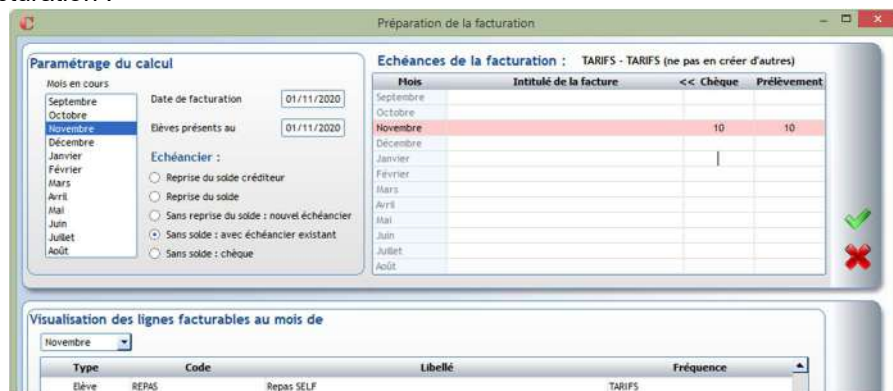 cturation :
C Préparation de la facturation
Paramétrage du calcul
Mois en cours
Septembre
Octobre
Novembre
Décembre
Janvier
Février
Mars
Avril
Mai
Juin
Juillet
Août
Date de facturation 01/11/2020
Elèves présents au 01/11/2020
Echéancier :
Reprise du solde créditeur
Reprise du solde
Sans reprise du solde : nouvel échéancier
Sans solde : avec échéancier existant
Sans solde : chèque
Echéances de la facturation : TARIFS - TARIFS (ne pas en créer d'autres)
Mois Intitulé de la facture << Chèque Prélèvement
Septembre
Octobre
Novembre 10 10
Décembre
Janvier
Février
Mars
Avril
Mai
Juin
Juillet
Août
Visualisation des lignes facturables au mois de
Novembre
Type Code Libellé Fréquence
Elève REPAS Repas SELF TARIFS